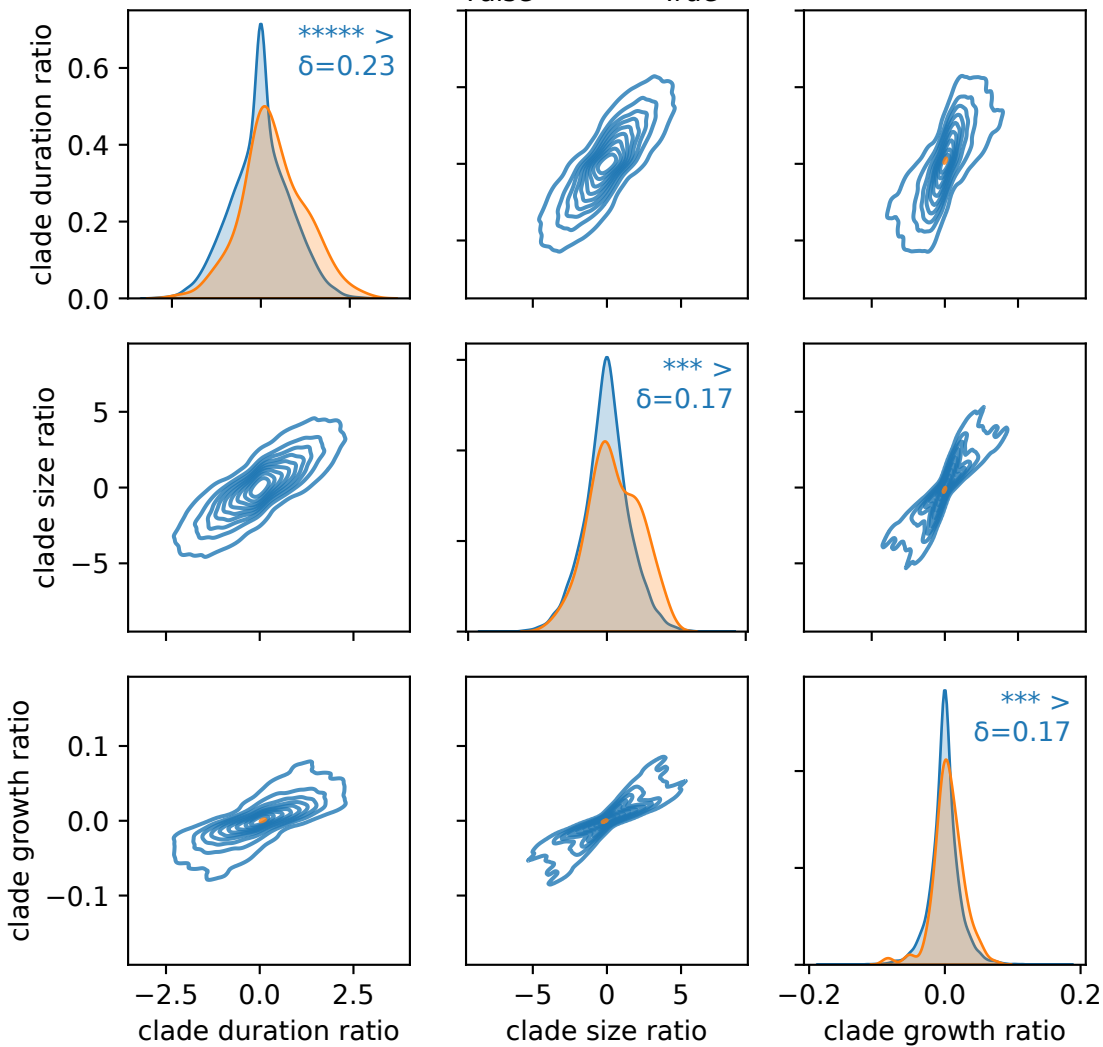 clade duration ratio
0.6
0.4
0.2
0.0
***** >
δ=0.23
clade size ratio
5
0
−5
*** >
δ=0.17
clade growth ratio
0.1
0.0
−0.1
*** >
δ=0.17
−2.5 0.0 2.5
−5 0 5
−0.2 0.0 0.2
clade duration ratio
clade size ratio
clade growth ratio